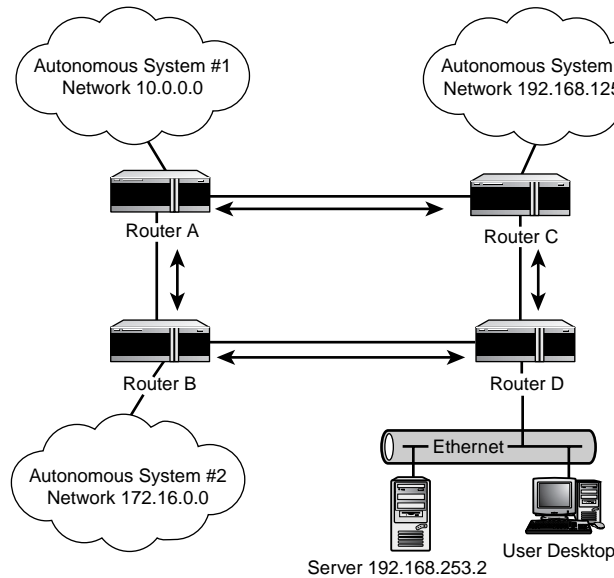 Autonomous System #1
Network 10.0.0.0
Autonomous System
Network 192.168.125
Router A
Router C
Router B
Router D
Ethernet
Autonomous System #2
Network 172.16.0.0
Server 192.168.253.2
User Desktop